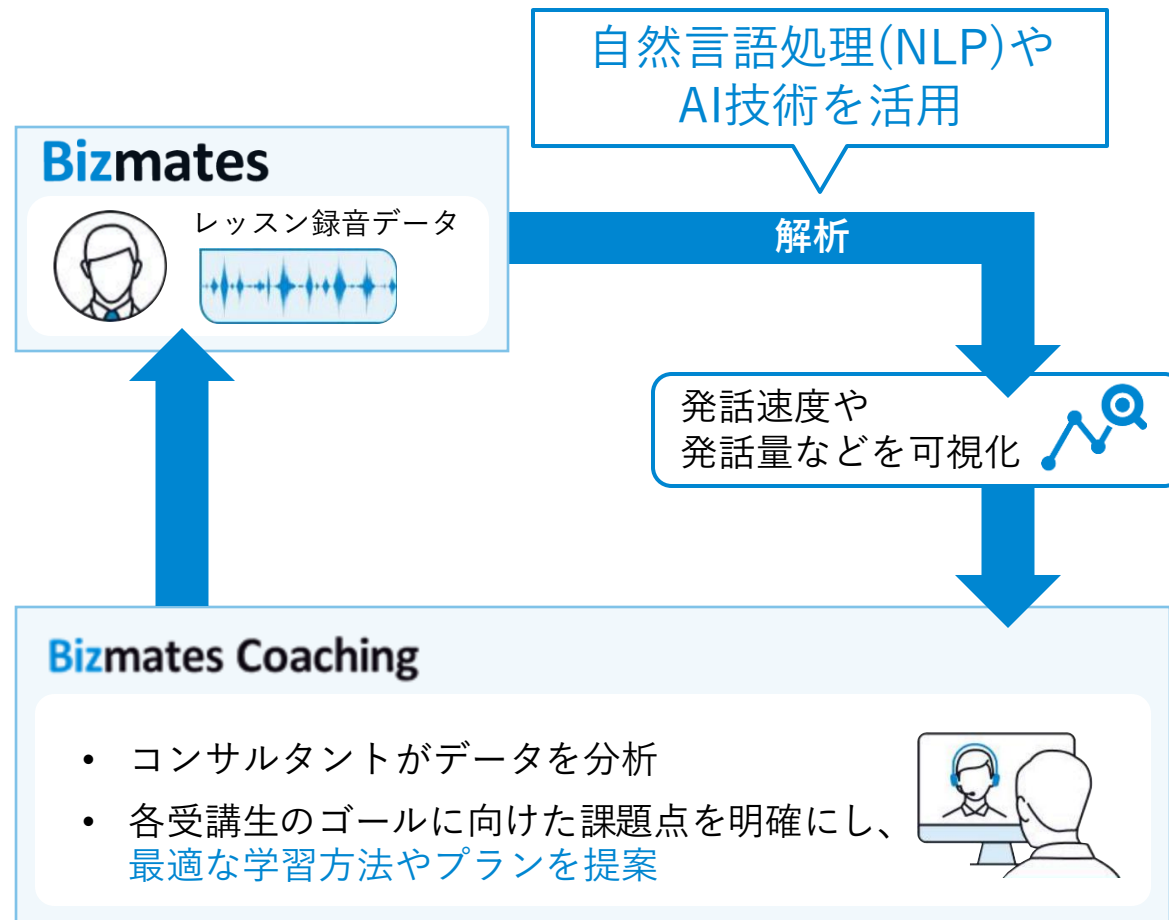 自然言語処理(NLP)や
AI技術を活用
Bizmates
レッスン録音データ
解析
発話速度や
発話量などを可視化
Bizmates Coaching
• コンサルタントがデータを分析
• 各受講生のゴールに向けた課題点を明確にし、
最適な学習方法やプランを提案